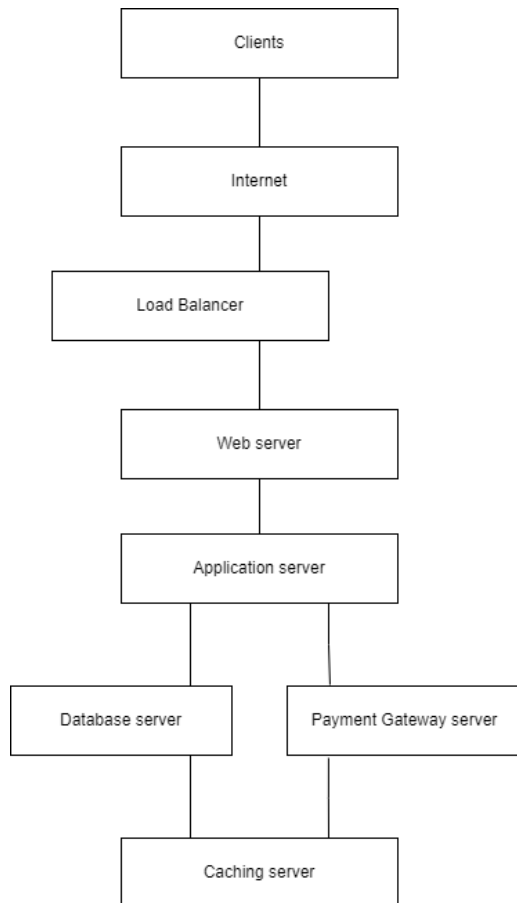 Clients
Internet
Load Balancer
Web server
Application server
Database server
Payment Gateway server
Caching server